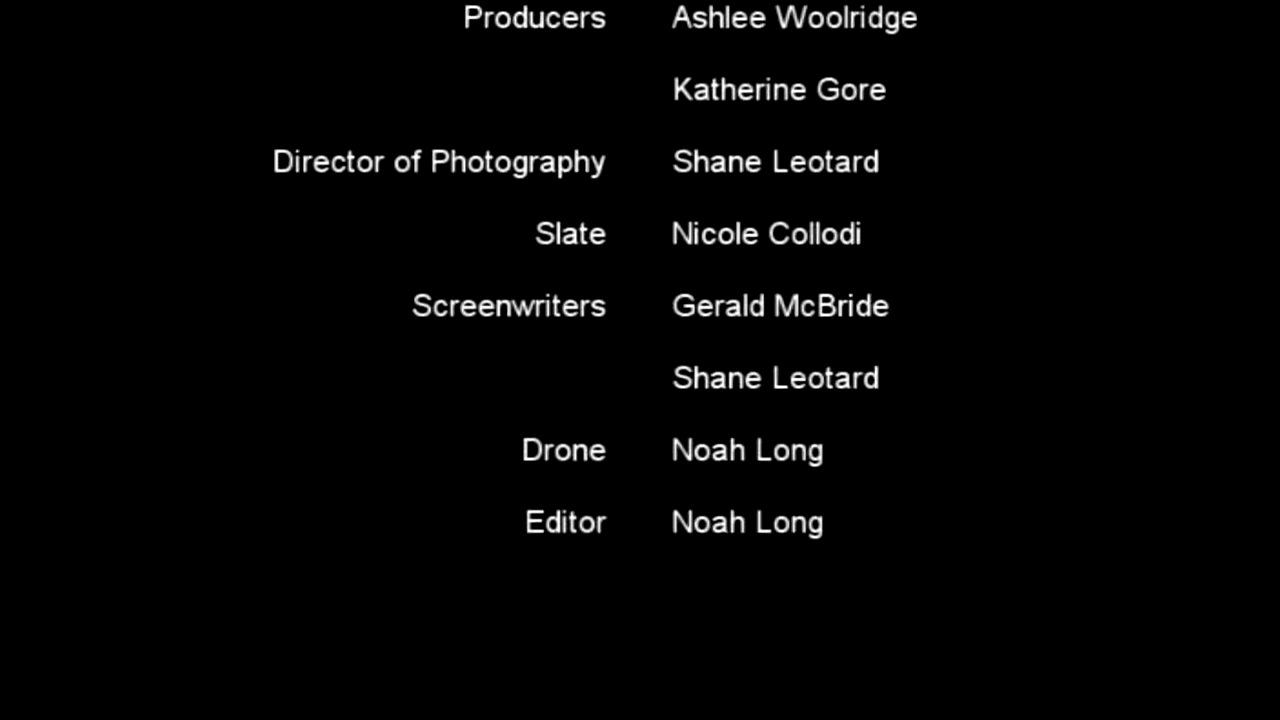 Producers Ashlee Woolridge
Katherine Gore
Director of Photography Shane Leotard
Slate Nicole Collodi
Screenwriters Gerald McBride
Shane Leotard
Drone Noah Long
Editor Noah Long